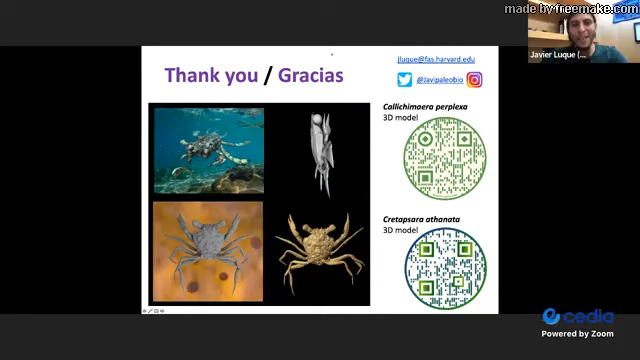 made by freemake.com
Javier Luque (...
Thank you / Gracias
jluque@fas.harvard.edu
@Javipaleobio
Callichimaera perplexa
3D model
Cretapsara athanata
3D model
cedia
Powered by Zoom